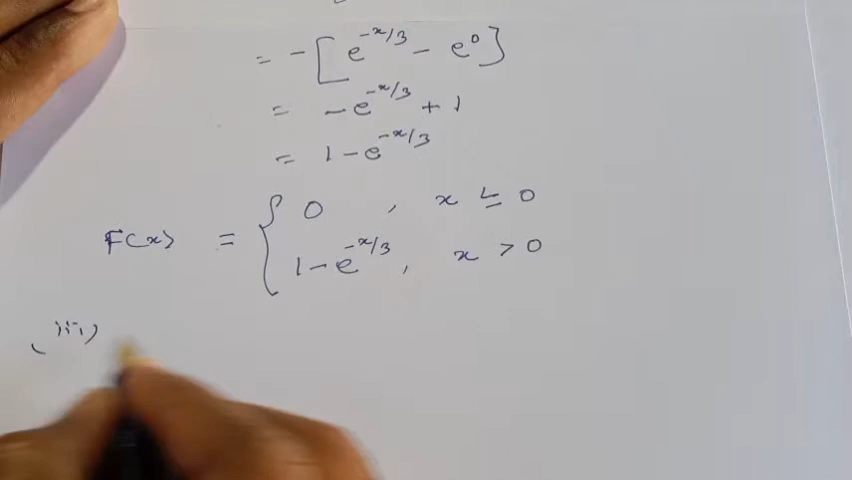 = - [e^{-x/3} - e^0]
= -e^{-x/3} + 1
= 1 - e^{-x/3}
F(x) = { 0 , x ≤ 0
1 - e^{-x/3} , x > 0
(iii)